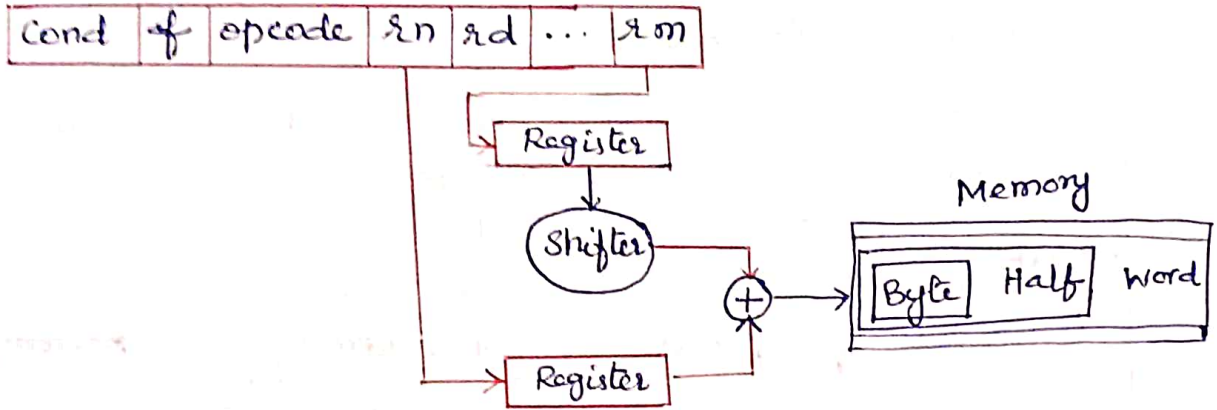 Cond f opcode rn rd ... rm
Register
Memory
Shifter
+
Byte Half Word
Register